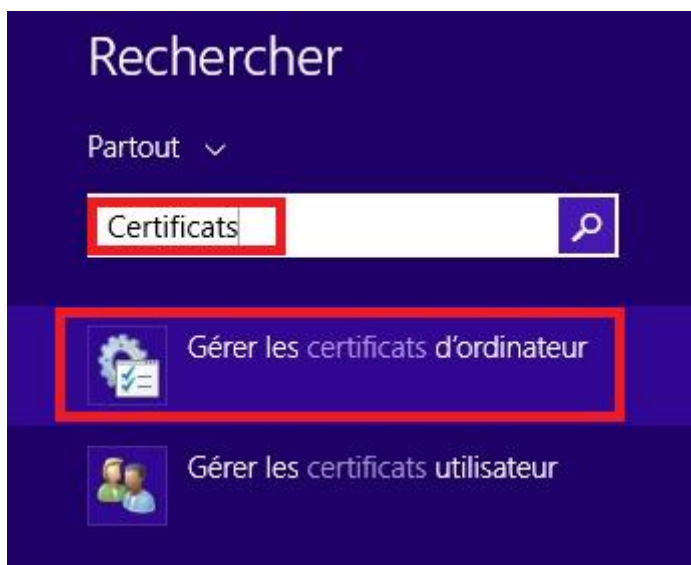 Rechercher
Partout
Certificats
Gérer les certificats d'ordinateur
Gérer les certificats utilisateur